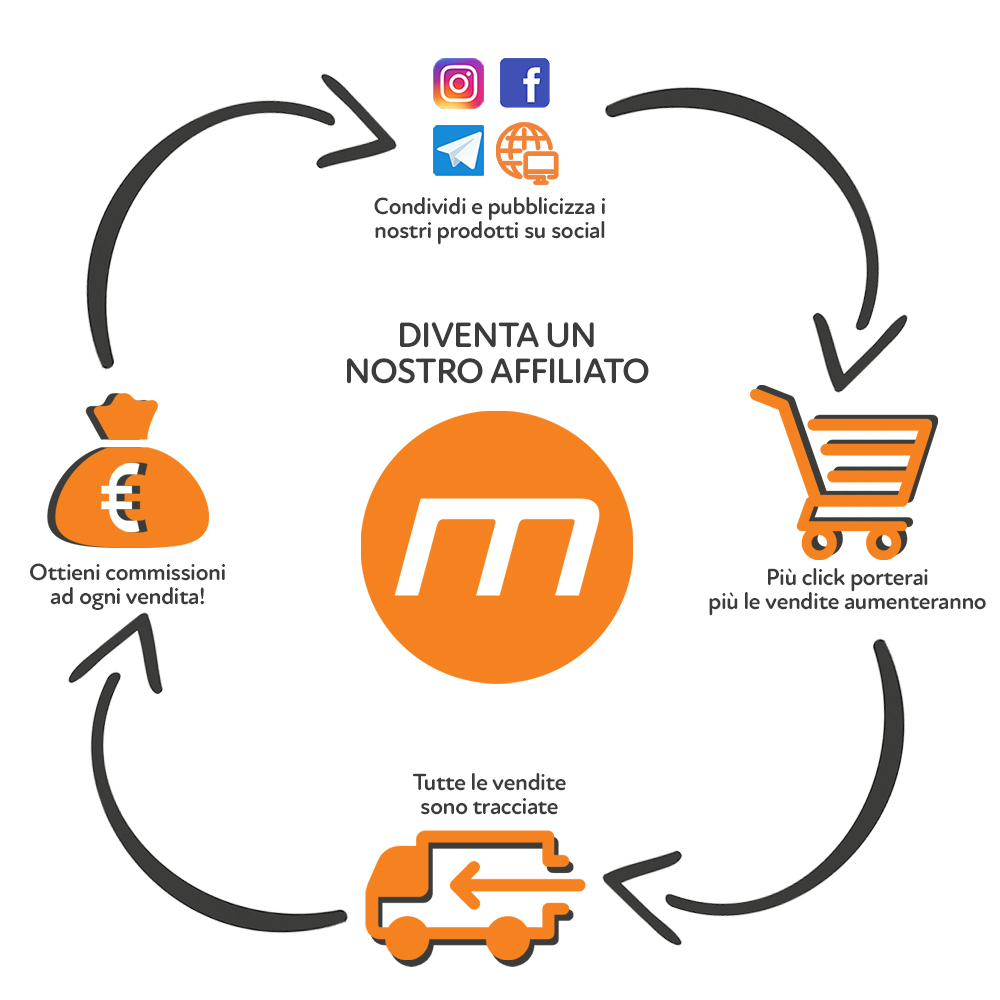 Condividi e pubblicizza i
nostri prodotti su social
DIVENTA UN
NOSTRO AFFILIATO
m
€
Ottieni commissioni
ad ogni vendita!
Più click porterai
più le vendite aumenteranno
Tutte le vendite
sono tracciate